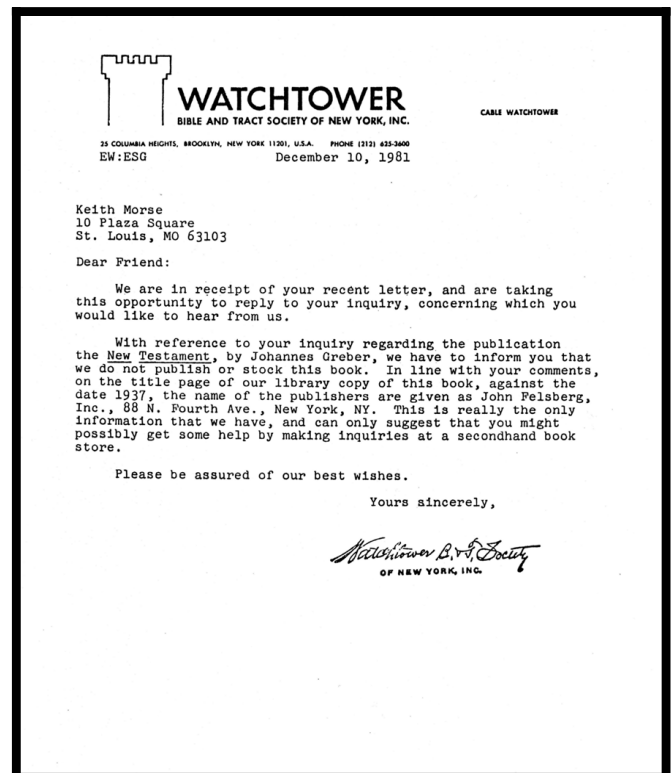 WATCHTOWER
BIBLE AND TRACT SOCIETY OF NEW YORK, INC.
CABLE WATCHTOWER
25 COLUMBIA HEIGHTS, BROOKLYN, NEW YORK 11201, U.S.A. PHONE (212) 625-3600
EW:ESG December 10, 1981
Keith Morse
10 Plaza Square
St. Louis, MO 63103
Dear Friend:
We are in receipt of your recent letter, and are taking
this opportunity to reply to your inquiry, concerning which you
would like to hear from us.
With reference to your inquiry regarding the publication
the New Testament, by Johannes Greber, we have to inform you that
we do not publish or stock this book. In line with your comments,
on the title page of our library copy of this book, against the
date 1937, the name of the publishers are given as John Felsberg,
Inc., 88 N. Fourth Ave., New York, NY. This is really the only
information that we have, and can only suggest that you might
possibly get some help by making inquiries at a secondhand book
store.
Please be assured of our best wishes.
Yours sincerely,
Watchtower B. & T. Society
OF NEW YORK, INC.